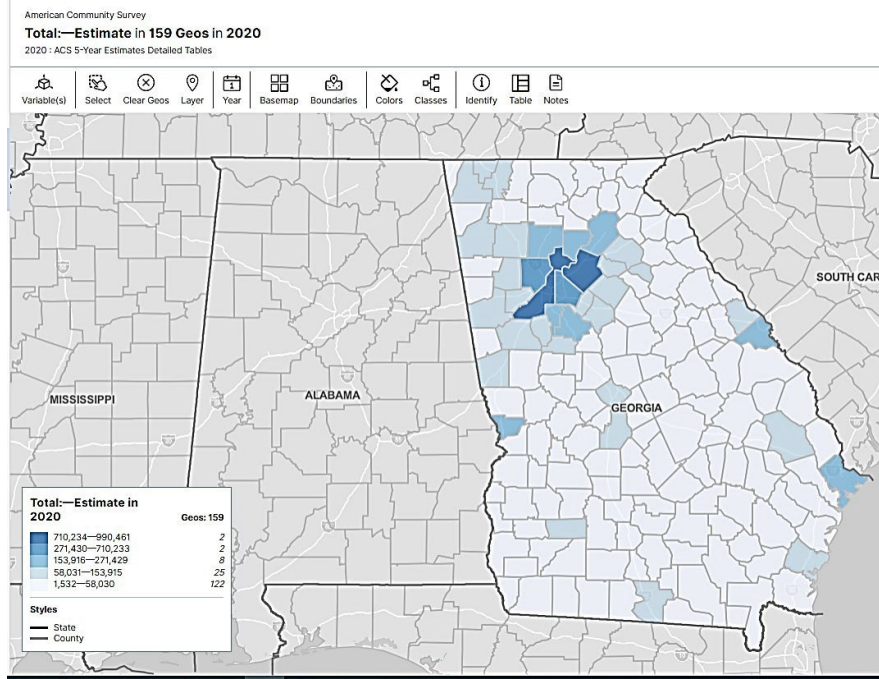 American Community Survey
Total:—Estimate in 159 Geos in 2020
2020 : ACS 5-Year Estimates Detailed Tables
Variable(s) Select Clear Geos Layer Year Basemap Boundaries Colors Classes Identify Table Notes
SOUTH CAR
MISSISSIPPI
ALABAMA
GEORGIA
Total:—Estimate in
2020
Geos: 159
710,234—990,461 2
271,430—710,233 2
153,916—271,429 8
58,031—153,915 25
1,532—58,030 122
Styles
State
County